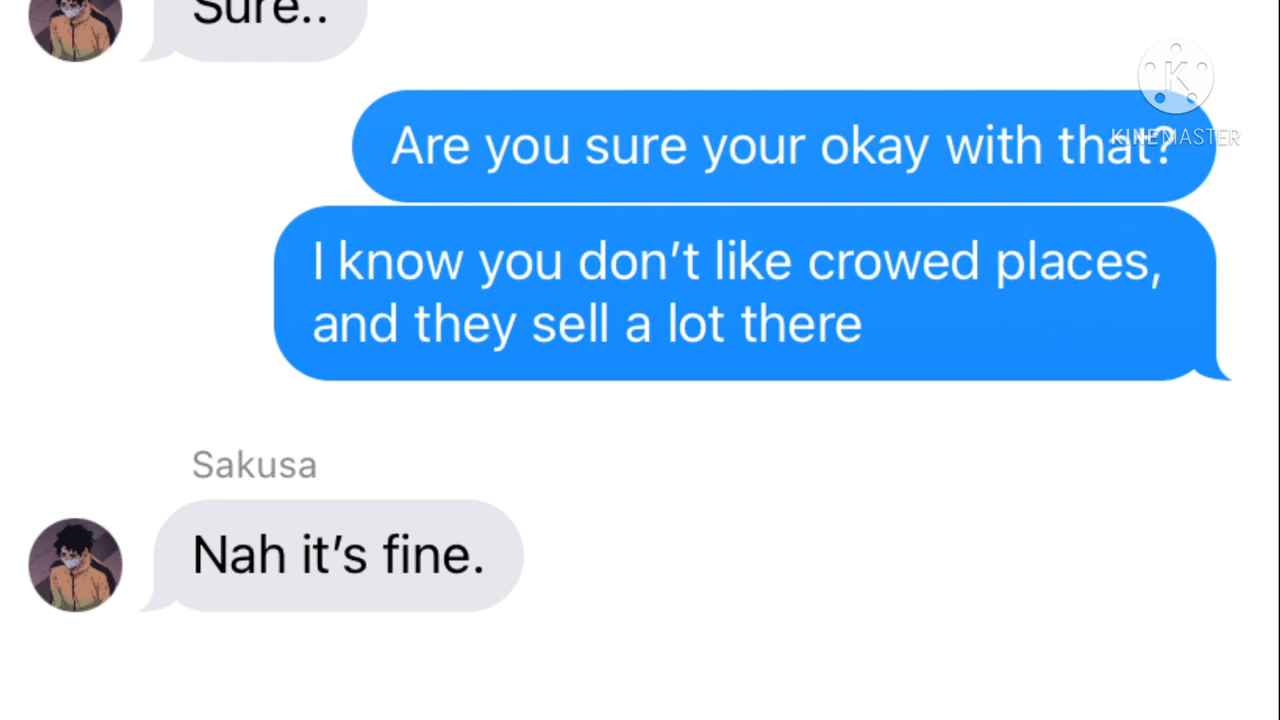 Sure..
Are you sure your okay with that?
I know you don’t like crowed places,
and they sell a lot there
Sakusa
Nah it’s fine.
K
KINEMASTER